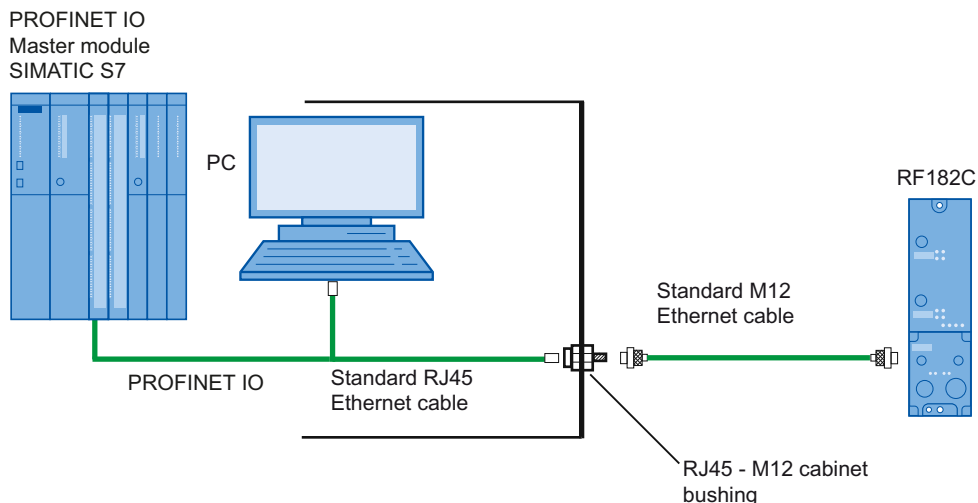 PROFINET IO
Master module
SIMATIC S7
PC
RF182C
Standard M12
Ethernet cable
PROFINET IO
Standard RJ45
Ethernet cable
RJ45 - M12 cabinet
bushing